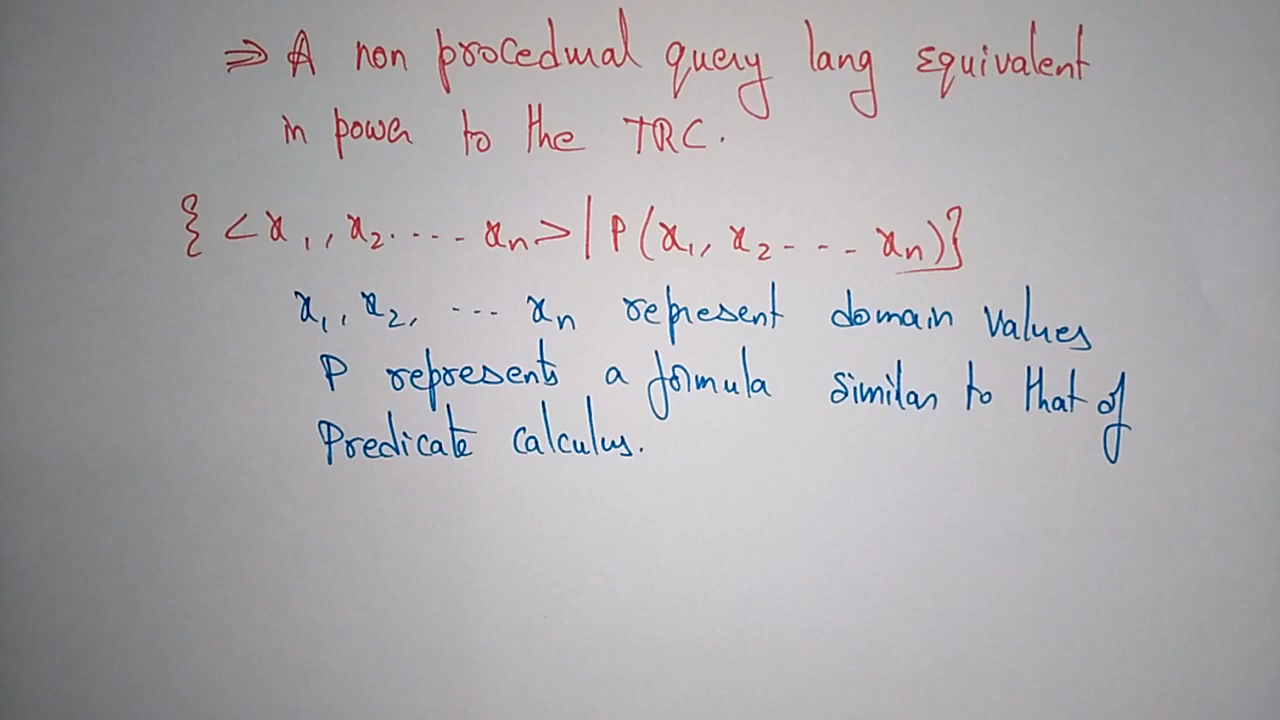 ⇒ A non procedural query lang equivalent
in power to the TRC.
{ <x₁, x₂..... xₙ> | P(x₁, x₂ - - - xₙ)}
x₁, x₂, --- xₙ represent domain values
P represents a formula similar to that of
Predicate calculus.